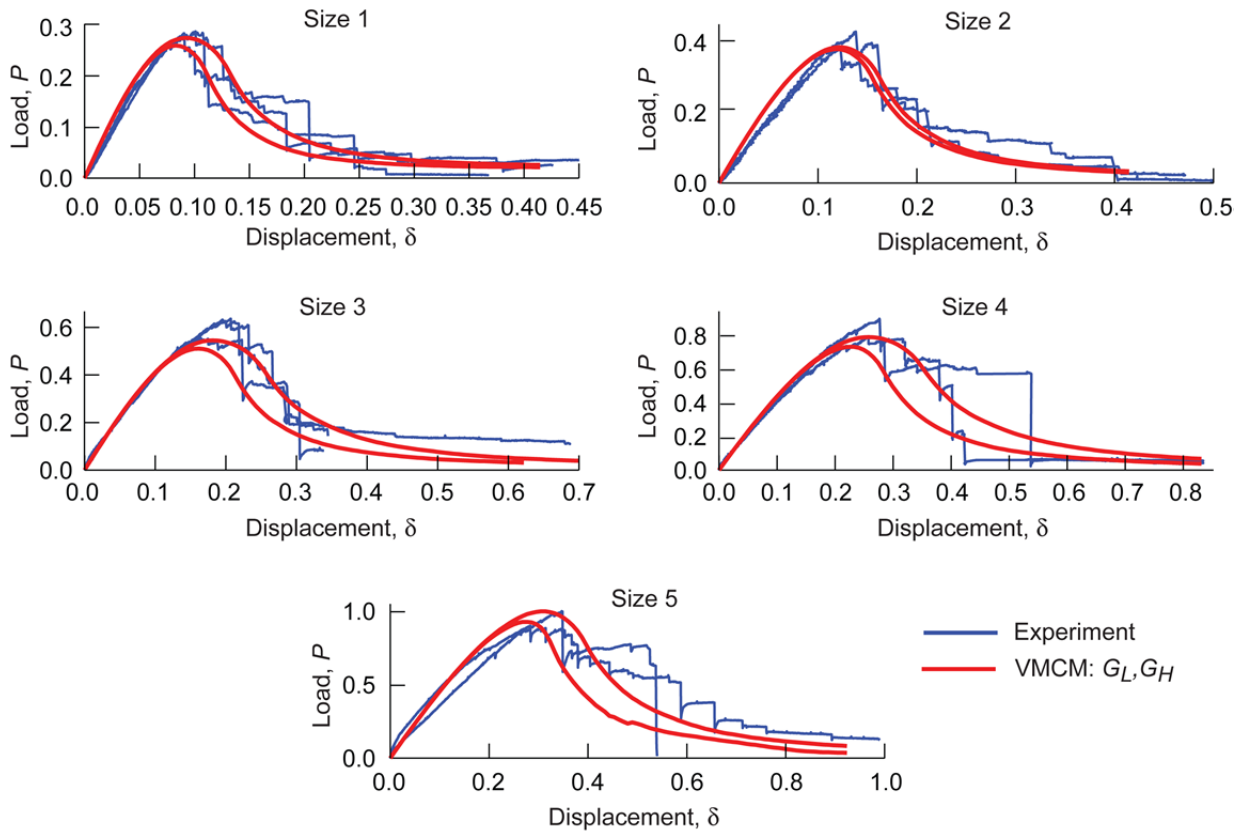 Size 1
Load, P
0.3
0.2
0.1
0.0
0.0 0.05 0.10 0.15 0.20 0.25 0.30 0.35 0.40 0.45
Displacement, δ
Size 2
Load, P
0.4
0.2
0.0
0.0 0.1 0.2 0.3 0.4 0.5
Displacement, δ
Size 3
Load, P
0.6
0.4
0.2
0.0
0.0 0.1 0.2 0.3 0.4 0.5 0.6 0.7
Displacement, δ
Size 4
Load, P
0.8
0.6
0.4
0.2
0.0
0.0 0.1 0.2 0.3 0.4 0.5 0.6 0.7 0.8
Displacement, δ
Size 5
Load, P
1.0
0.5
0.0
0.0 0.2 0.4 0.6 0.8 1.0
Displacement, δ
Experiment
VMCM: G_L,G_H